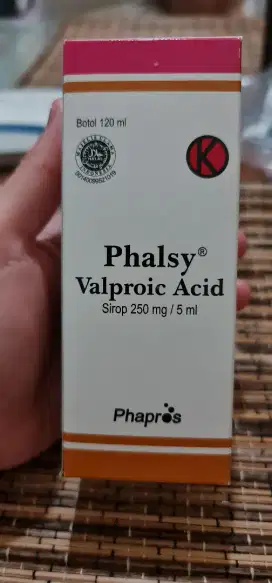 Botol 120 ml
K
Phalsy®
Valproic Acid
Sirop 250 mg / 5 ml
Phapros